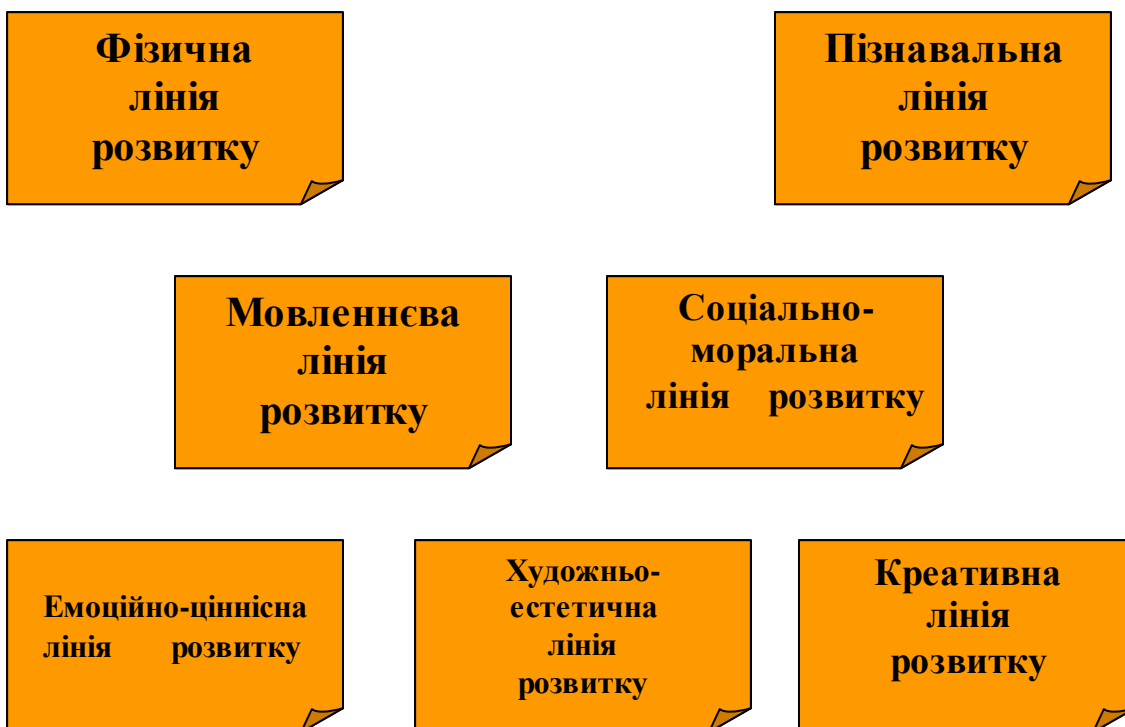 Фізична
лінія
розвитку
Пізнавальна
лінія
розвитку
Мовленнєва
лінія
розвитку
Соціально-
моральна
лінія розвитку
Емоційно-ціннісна
лінія розвитку
Художньо-
естетична
лінія
розвитку
Креативна
лінія
розвитку